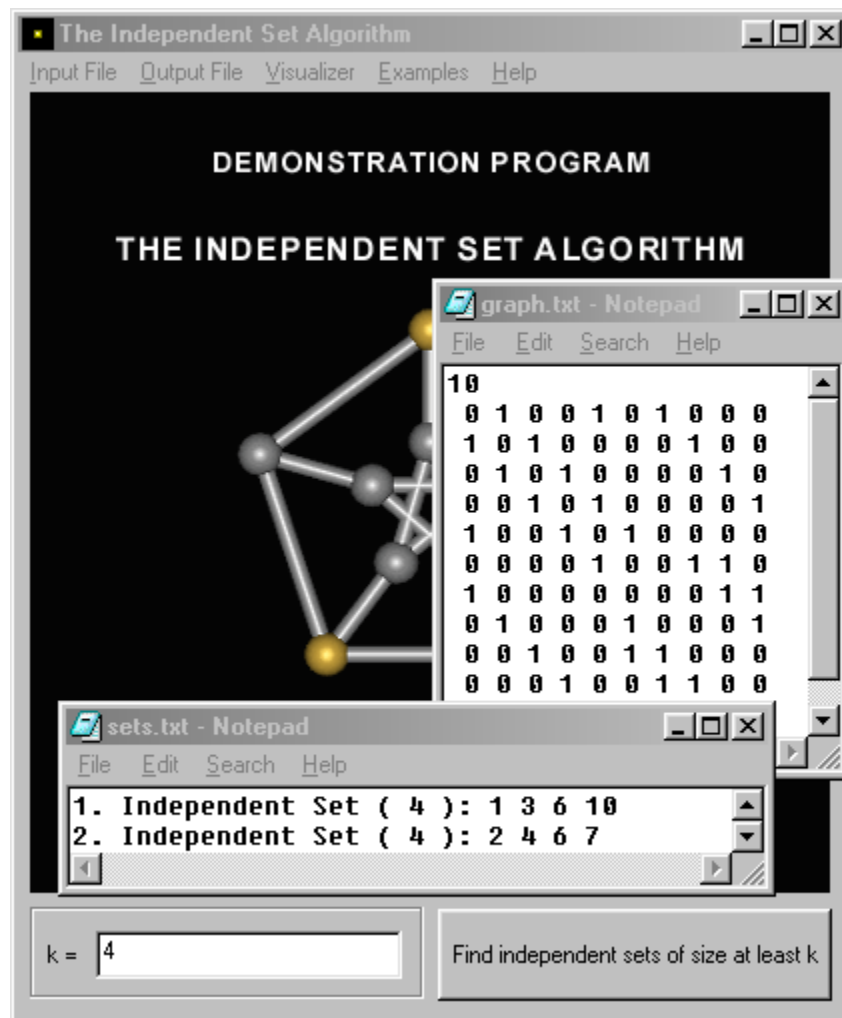 The Independent Set Algorithm
Input File Output File Visualizer Examples Help
DEMONSTRATION PROGRAM
THE INDEPENDENT SET ALGORITHM
graph.txt - Notepad
File Edit Search Help
10
0 1 0 0 1 0 1 0 0 0
1 0 1 0 0 0 0 1 0 0
0 1 0 1 0 0 0 0 1 0
0 0 1 0 1 0 0 0 0 1
1 0 0 1 0 1 0 0 0 0
0 0 0 0 1 0 0 1 1 0
1 0 0 0 0 0 0 0 1 1
0 1 0 0 0 1 0 0 0 1
0 0 1 0 0 1 1 0 0 0
0 0 0 1 0 0 1 1 0 0
sets.txt - Notepad
File Edit Search Help
1. Independent Set ( 4 ): 1 3 6 10
2. Independent Set ( 4 ): 2 4 6 7
k = 4
Find independent sets of size at least k